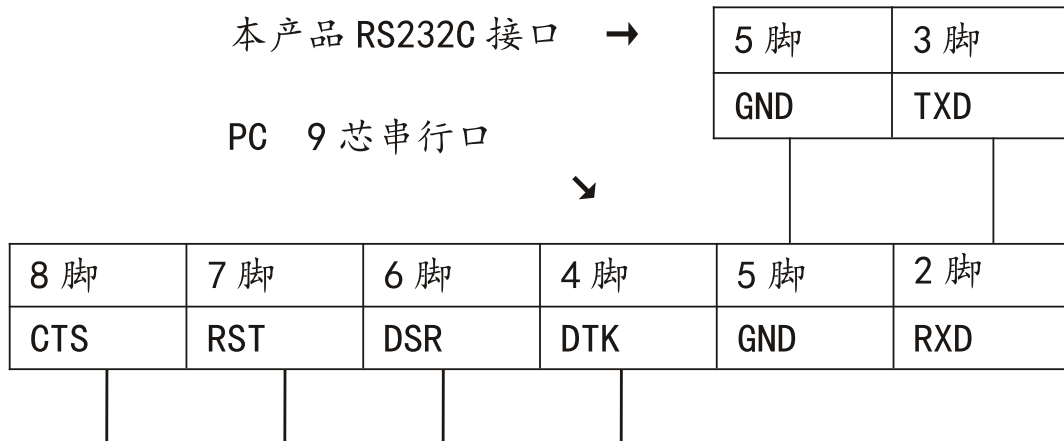 本产品 RS232C 接口 → 5 脚 3 脚
GND TXD
PC 9 芯串行口
↘
8 脚 7 脚 6 脚 4 脚 5 脚 2 脚
CTS RST DSR DTK GND RXD